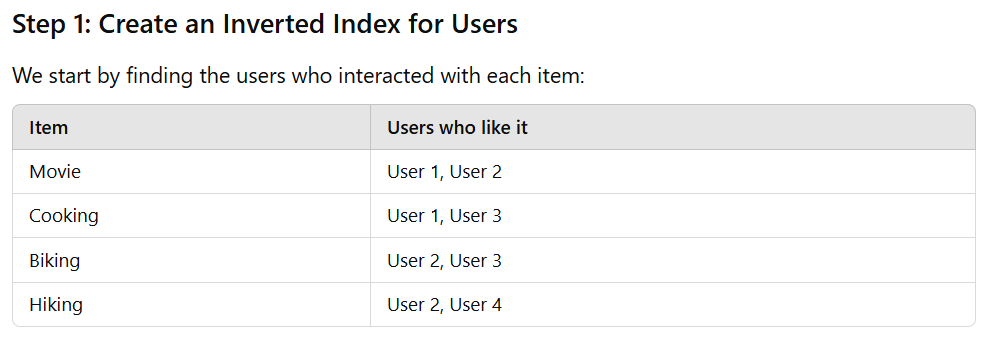 Step 1: Create an Inverted Index for Users
We start by finding the users who interacted with each item:
Item Users who like it
Movie User 1, User 2
Cooking User 1, User 3
Biking User 2, User 3
Hiking User 2, User 4